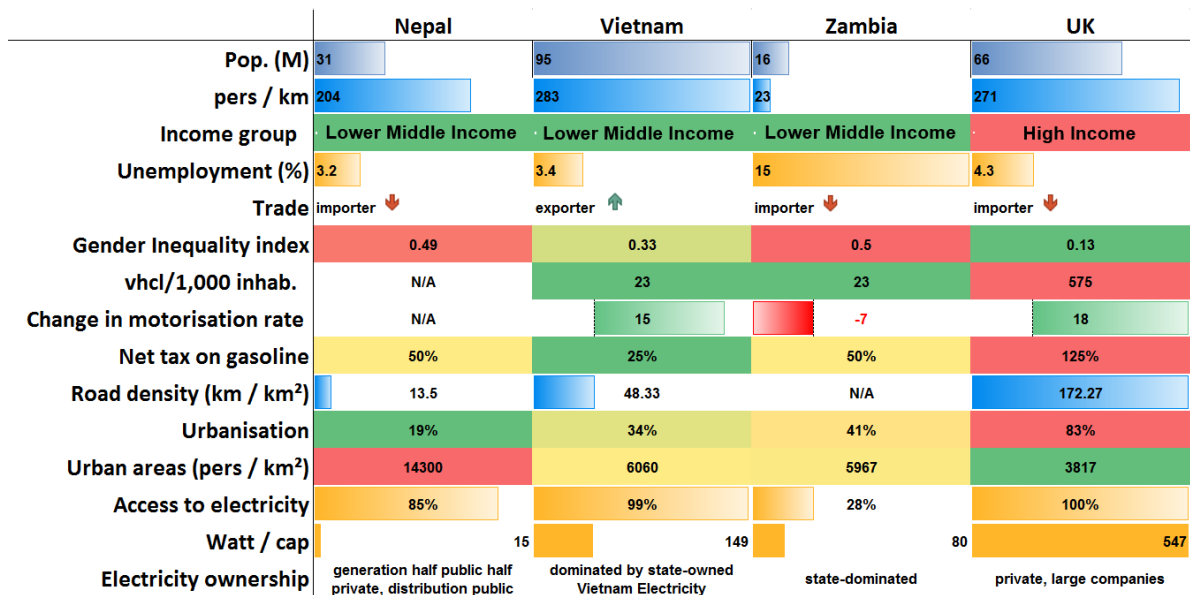 Nepal Vietnam Zambia UK
Pop. (M) 31 95 16 66
pers / km 204 283 23 271
Income group Lower Middle Income Lower Middle Income Lower Middle Income High Income
Unemployment (%) 3.2 3.4 15 4.3
Trade importer exporter importer importer
Gender Inequality index 0.49 0.33 0.5 0.13
vhcl/1,000 inhab. N/A 23 23 575
Change in motorisation rate N/A 15 -7 18
Net tax on gasoline 50% 25% 50% 125%
Road density (km / km²) 13.5 48.33 N/A 172.27
Urbanisation 19% 34% 41% 83%
Urban areas (pers / km²) 14300 6060 5967 3817
Access to electricity 85% 99% 28% 100%
Watt / cap 15 149 80 547
Electricity ownership generation half public half dominated by state-owned state-dominated private, large companies
private, distribution public Vietnam Electricity